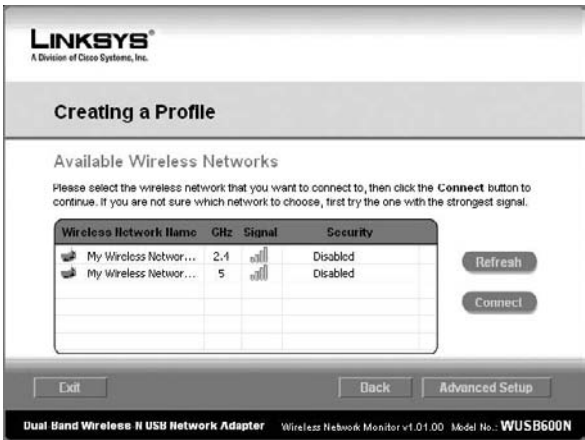 LINKSYS®
A Division of Cisco Systems, Inc.
Creating a Profile
Available Wireless Networks
Please select the wireless network that you want to connect to, then click the Connect button to
continue. If you are not sure which network to choose, first try the one with the strongest signal.
Wireless Network Name GHz Signal Security
My Wireless Networ... 2.4 Disabled
My Wireless Networ... 5 Disabled
Refresh
Connect
Exit Back Advanced Setup
Dual Band Wireless N USB Network Adapter Wireless Network Monitor v1.01.00 Model No.: WUSB600N